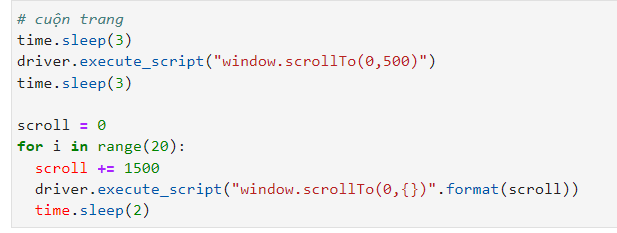 # cuộn trang
time.sleep(3)
driver.execute_script("window.scrollTo(0,500)")
time.sleep(3)

scroll = 0
for i in range(20):
  scroll += 1500
  driver.execute_script("window.scrollTo(0,{})".format(scroll))
  time.sleep(2)